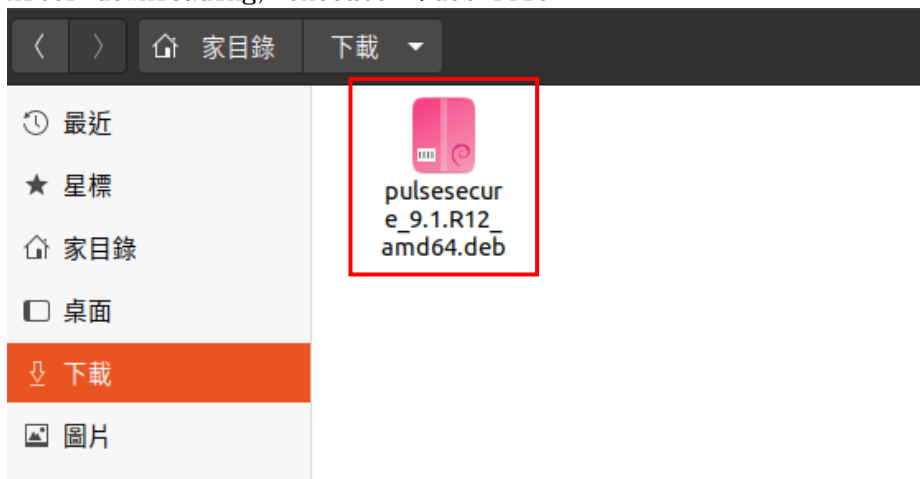 家目錄 下載
最近
星標
家目錄
桌面
下載
圖片
pulsesecur
e_9.1.R12_
amd64.deb